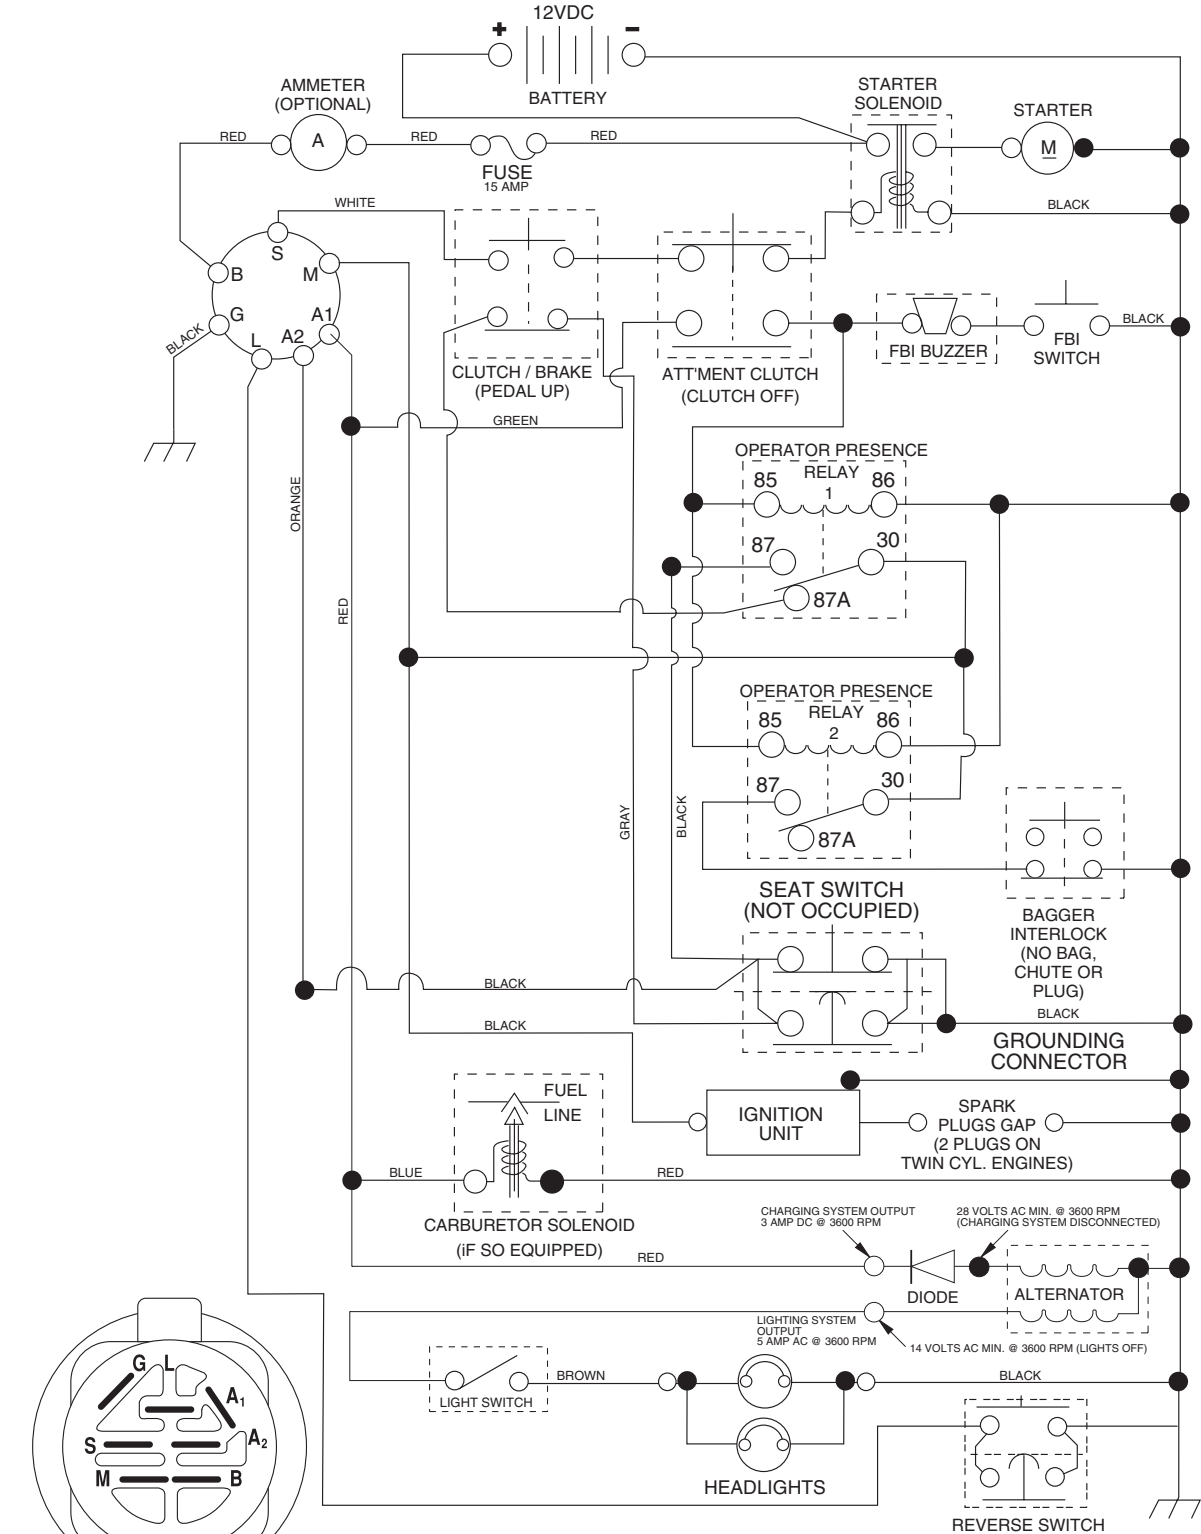 12VDC
+
−
BATTERY
AMMETER
(OPTIONAL)
STARTER
SOLENOID
STARTER
RED
A
RED
RED
M
FUSE
15 AMP
WHITE
BLACK
S
B
M
G
A1
L
A2
BLACK
CLUTCH / BRAKE
(PEDAL UP)
ATT'MENT CLUTCH
(CLUTCH OFF)
FBI BUZZER
FBI
SWITCH
BLACK
GREEN
ORANGE
RED
OPERATOR PRESENCE
RELAY
1
85
86
87
30
87A
OPERATOR PRESENCE
RELAY
2
85
86
87
30
87A
GRAY
BLACK
SEAT SWITCH
(NOT OCCUPIED)
BAGGER
INTERLOCK
(NO BAG,
CHUTE OR
PLUG)
BLACK
BLACK
BLACK
GROUNDING
CONNECTOR
FUEL
LINE
IGNITION
UNIT
SPARK
PLUGS GAP
(2 PLUGS ON
TWIN CYL. ENGINES)
BLUE
RED
CARBURETOR SOLENOID
(iF SO EQUIPPED)
CHARGING SYSTEM OUTPUT
3 AMP DC @ 3600 RPM
28 VOLTS AC MIN. @ 3600 RPM
(CHARGING SYSTEM DISCONNECTED)
RED
DIODE
ALTERNATOR
LIGHTING SYSTEM
OUTPUT
5 AMP AC @ 3600 RPM
14 VOLTS AC MIN. @ 3600 RPM (LIGHTS OFF)
LIGHT SWITCH
BROWN
BLACK
HEADLIGHTS
REVERSE SWITCH
G
L
A1
A2
S
M
B